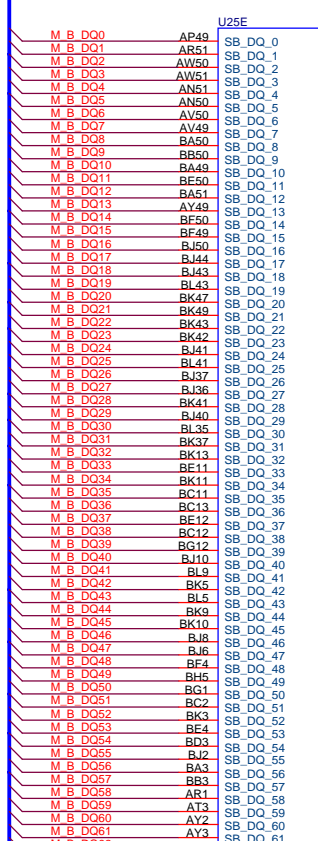 U25E
M_B_DQ0 AP49 SB_DQ_0
M_B_DQ1 AR51 SB_DQ_1
M_B_DQ2 AW50 SB_DQ_2
M_B_DQ3 AW51 SB_DQ_3
M_B_DQ4 AN51 SB_DQ_4
M_B_DQ5 AN50 SB_DQ_5
M_B_DQ6 AV50 SB_DQ_6
M_B_DQ7 AV49 SB_DQ_7
M_B_DQ8 BA50 SB_DQ_8
M_B_DQ9 BB50 SB_DQ_9
M_B_DQ10 BA49 SB_DQ_10
M_B_DQ11 BE50 SB_DQ_11
M_B_DQ12 BA51 SB_DQ_12
M_B_DQ13 AY49 SB_DQ_13
M_B_DQ14 BF50 SB_DQ_14
M_B_DQ15 BF49 SB_DQ_15
M_B_DQ16 BJ50 SB_DQ_16
M_B_DQ17 BJ44 SB_DQ_17
M_B_DQ18 BJ43 SB_DQ_18
M_B_DQ19 BL43 SB_DQ_19
M_B_DQ20 BK47 SB_DQ_20
M_B_DQ21 BK49 SB_DQ_21
M_B_DQ22 BK43 SB_DQ_22
M_B_DQ23 BK42 SB_DQ_23
M_B_DQ24 BJ41 SB_DQ_24
M_B_DQ25 BL41 SB_DQ_25
M_B_DQ26 BJ37 SB_DQ_26
M_B_DQ27 BJ36 SB_DQ_27
M_B_DQ28 BK41 SB_DQ_28
M_B_DQ29 BJ40 SB_DQ_29
M_B_DQ30 BL35 SB_DQ_30
M_B_DQ31 BK37 SB_DQ_31
M_B_DQ32 BK13 SB_DQ_32
M_B_DQ33 BE11 SB_DQ_33
M_B_DQ34 BK11 SB_DQ_34
M_B_DQ35 BC11 SB_DQ_35
M_B_DQ36 BC13 SB_DQ_36
M_B_DQ37 BE12 SB_DQ_37
M_B_DQ38 BC12 SB_DQ_38
M_B_DQ39 BG12 SB_DQ_39
M_B_DQ40 BJ10 SB_DQ_40
M_B_DQ41 BL9 SB_DQ_41
M_B_DQ42 BK5 SB_DQ_42
M_B_DQ43 BL5 SB_DQ_43
M_B_DQ44 BK9 SB_DQ_44
M_B_DQ45 BK10 SB_DQ_45
M_B_DQ46 BJ8 SB_DQ_46
M_B_DQ47 BJ6 SB_DQ_47
M_B_DQ48 BF4 SB_DQ_48
M_B_DQ49 BH5 SB_DQ_49
M_B_DQ50 BG1 SB_DQ_50
M_B_DQ51 BC2 SB_DQ_51
M_B_DQ52 BK3 SB_DQ_52
M_B_DQ53 BE4 SB_DQ_53
M_B_DQ54 BD3 SB_DQ_54
M_B_DQ55 BJ2 SB_DQ_55
M_B_DQ56 BA3 SB_DQ_56
M_B_DQ57 BB3 SB_DQ_57
M_B_DQ58 AR1 SB_DQ_58
M_B_DQ59 AT3 SB_DQ_59
M_B_DQ60 AY2 SB_DQ_60
M_B_DQ61 AY3 SB_DQ_61